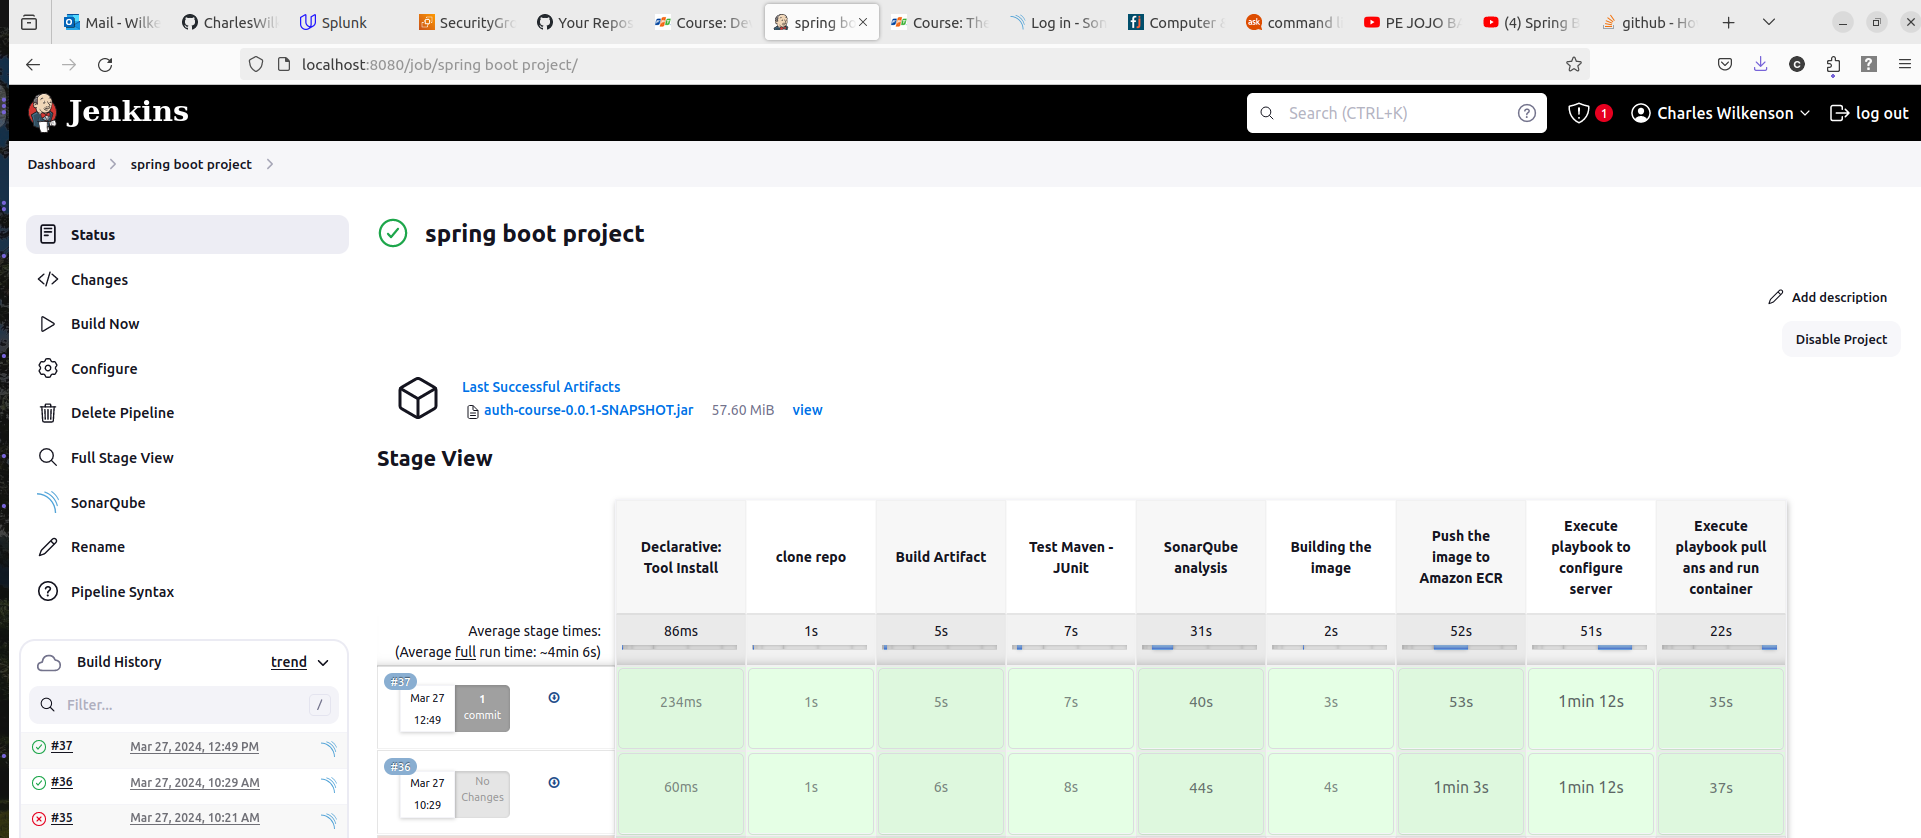 Mail - Wilke
CharlesWil
Splunk
SecurityGro
Your Repos
Course: De
spring bo
Course: The
Log in - Son
Computer &
command li
PE JOJO BA
(4) Spring B
github - Ho
localhost:8080/job/spring boot project/
Jenkins
Search (CTRL+K)
1
Charles Wilkenson
log out
Dashboard
spring boot project
Status
Changes
Build Now
Configure
Delete Pipeline
Full Stage View
SonarQube
Rename
Pipeline Syntax
Build History
trend
Filter...
/
#37
Mar 27, 2024, 12:49 PM
#36
Mar 27, 2024, 10:29 AM
#35
Mar 27, 2024, 10:21 AM
spring boot project
Add description
Disable Project
Last Successful Artifacts
auth-course-0.0.1-SNAPSHOT.jar 57.60 MiB view
Stage View
Declarative:
Tool Install
clone repo
Build Artifact
Test Maven -
JUnit
SonarQube
analysis
Building the
image
Push the
image to
Amazon ECR
Execute
playbook to
configure
server
Execute
playbook pull
ans and run
container
Average stage times:
(Average full run time: ~4min 6s)
86ms 1s 5s 7s 31s 2s 52s 51s 22s
#37
Mar 27
12:49
1
commit
234ms 1s 5s 7s 40s 3s 53s 1min 12s 35s
#36
Mar 27
10:29
No
Changes
60ms 1s 6s 8s 44s 4s 1min 3s 1min 12s 37s